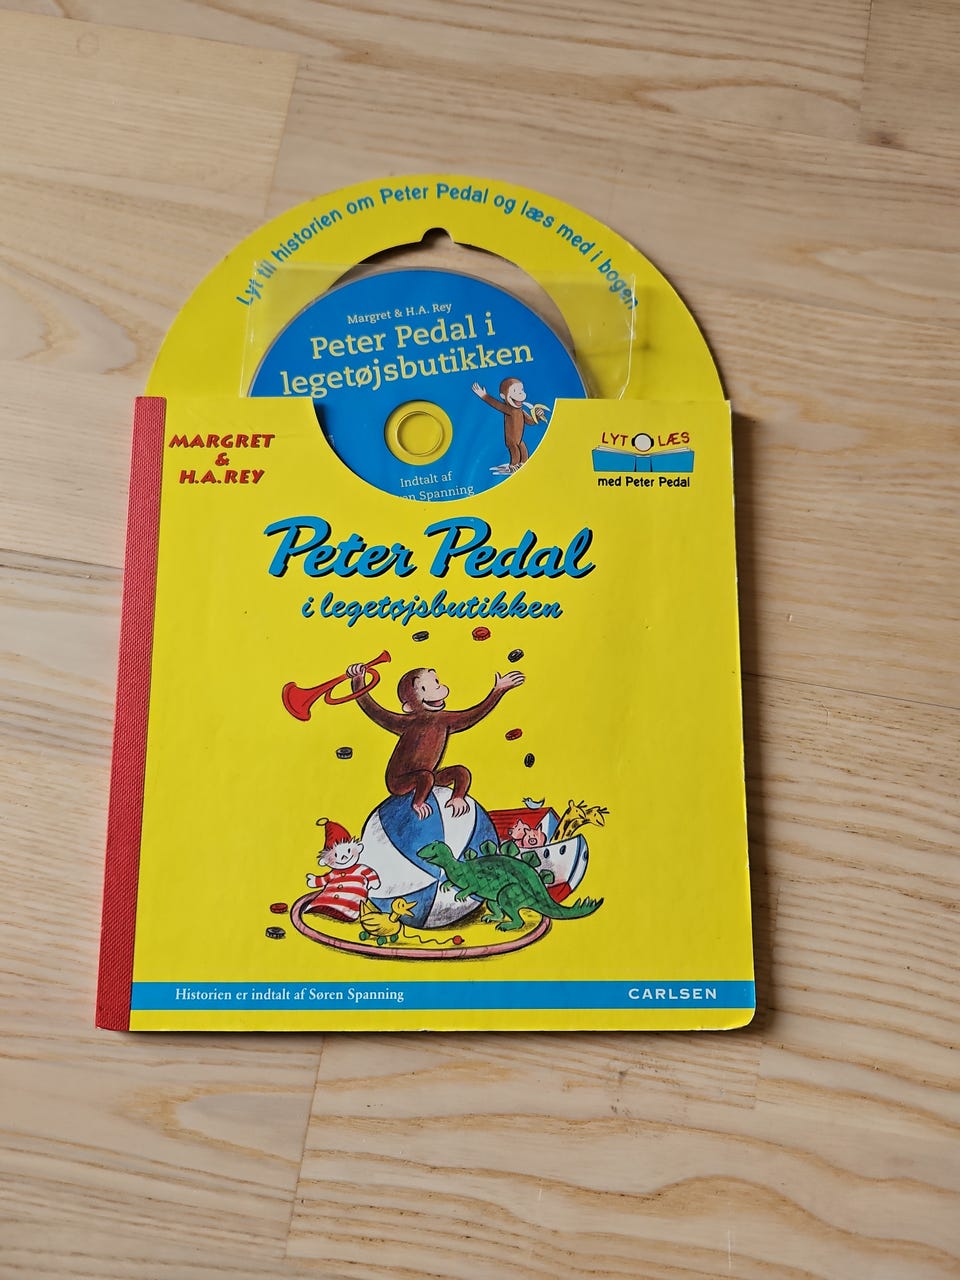 Lyt til historien om Peter Pedal og læs med i bogen
Margret & H.A. Rey
Peter Pedal i
legetøjsbutikken
Indtalt af
Spanning
MARGRET
&
H.A. REY
LYT LÆS
med Peter Pedal
Peter Pedal
i legetøjsbutikken
Historien er indtalt af Søren Spanning
CARLSEN